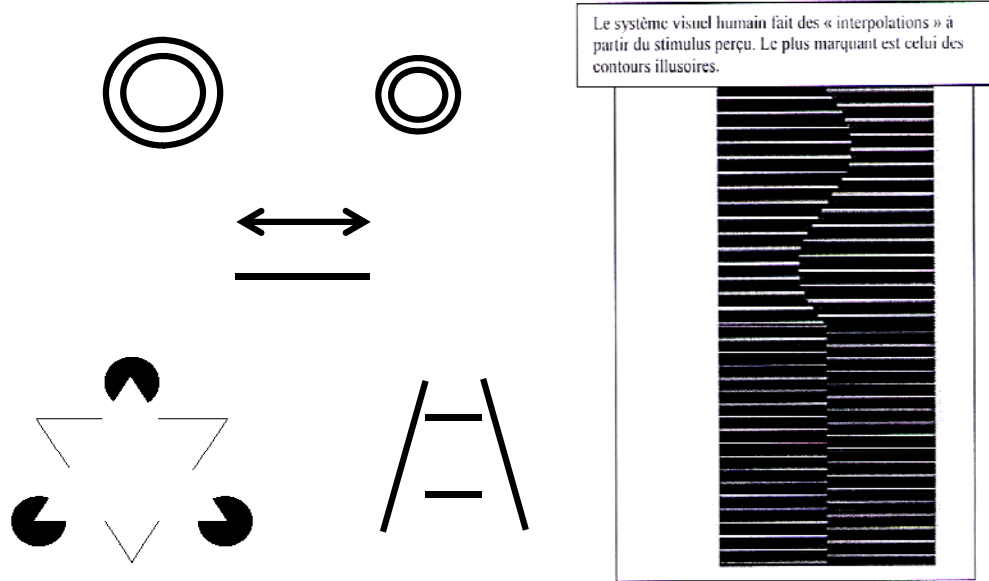 Le système visuel humain fait des « interpolations » à
partir du stimulus perçu. Le plus marquant est celui des
contours illusoires.